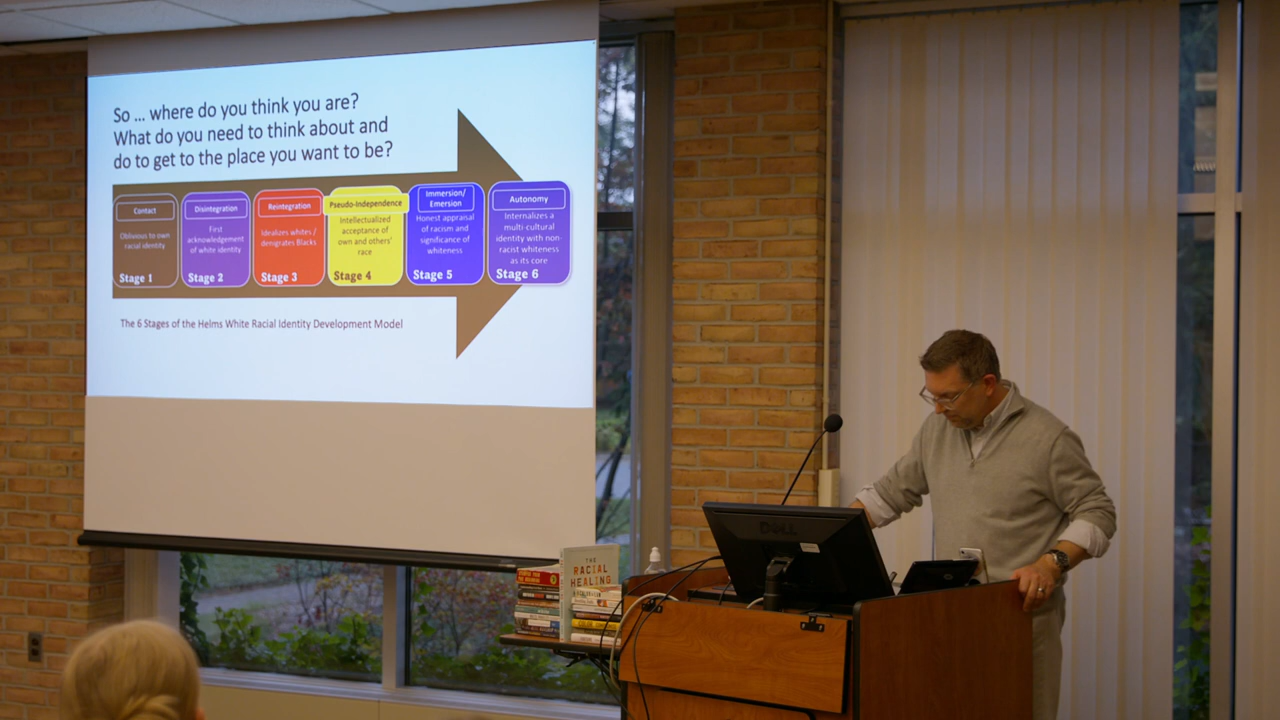 So ... where do you think you are?
What do you need to think about and
do to get to the place you want to be?
Contact
Oblivious to own
racial identity
Stage 1
Disintegration
First
acknowledgement
of white identity
Stage 2
Reintegration
Idealizes whites /
denigrates Blacks
Stage 3
Pseudo-Independence
Intellectualized
acceptance of
own and others'
race
Stage 4
Immersion/
Emersion
Honest appraisal
of racism and
significance of
whiteness
Stage 5
Autonomy
Internalizes a
multi-cultural
identity with non-
racist whiteness
as its core
Stage 6
The 6 Stages of the Helms White Racial Identity Development Model
THE
RACIAL
HEALING
DELL